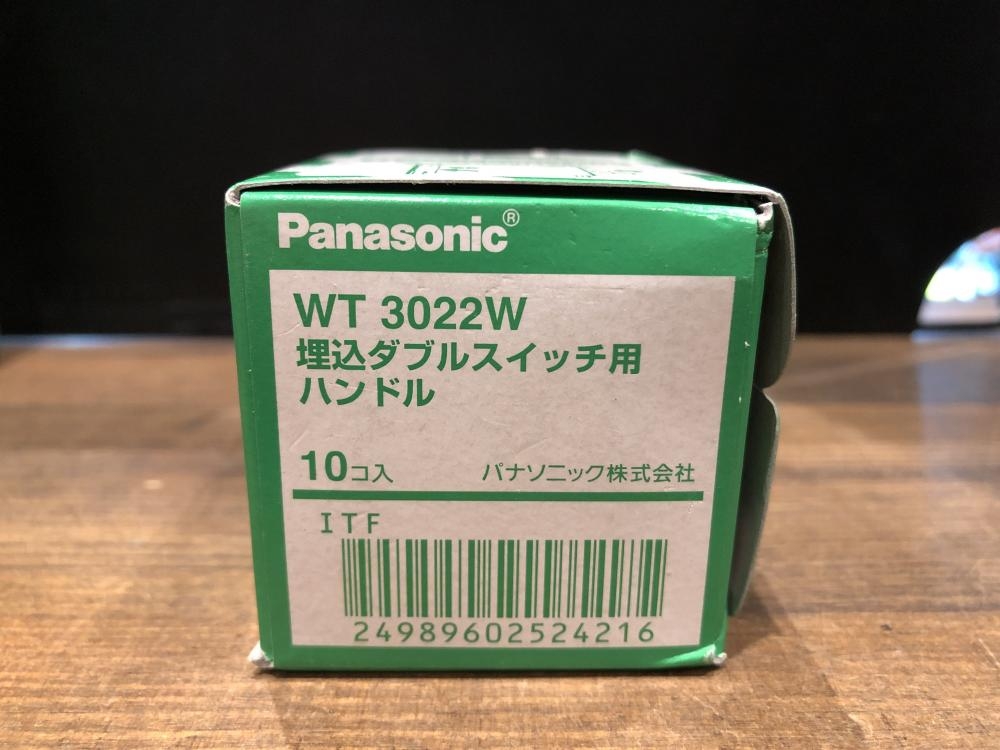 Panasonic®
WT 3022W
埋込ダブルスイッチ用
ハンドル
10コ入 パナソニック株式会社
ITF
24989602524216